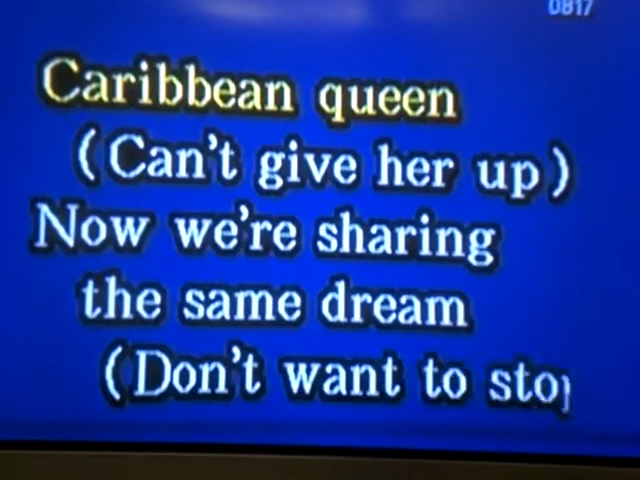 0817
Caribbean queen
(Can't give her up)
Now we're sharing
the same dream
(Don't want to